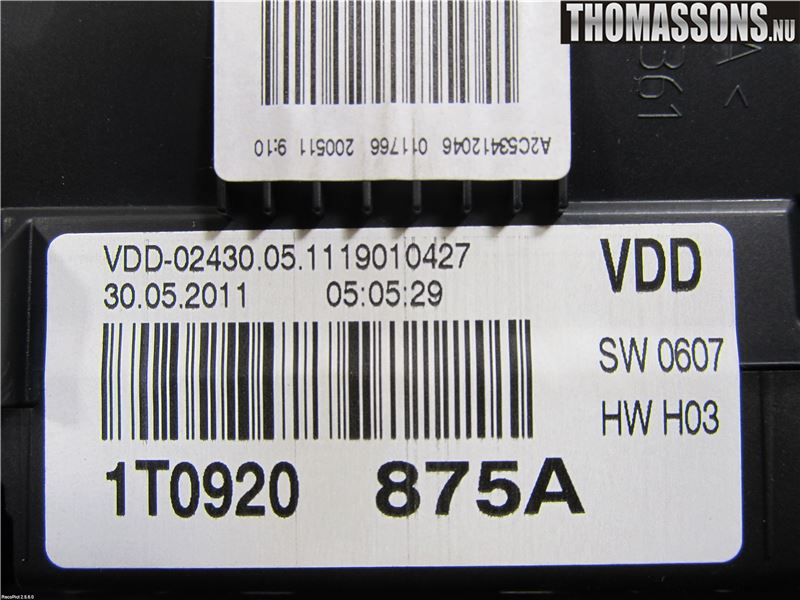 THOMASSONS.NU
A2C53412046 011766 200511 9:10
A >
361
VDD-02430.05.1119010427
30.05.2011 05:05:29
VDD
SW 0607
HW H03
1T0920 875A